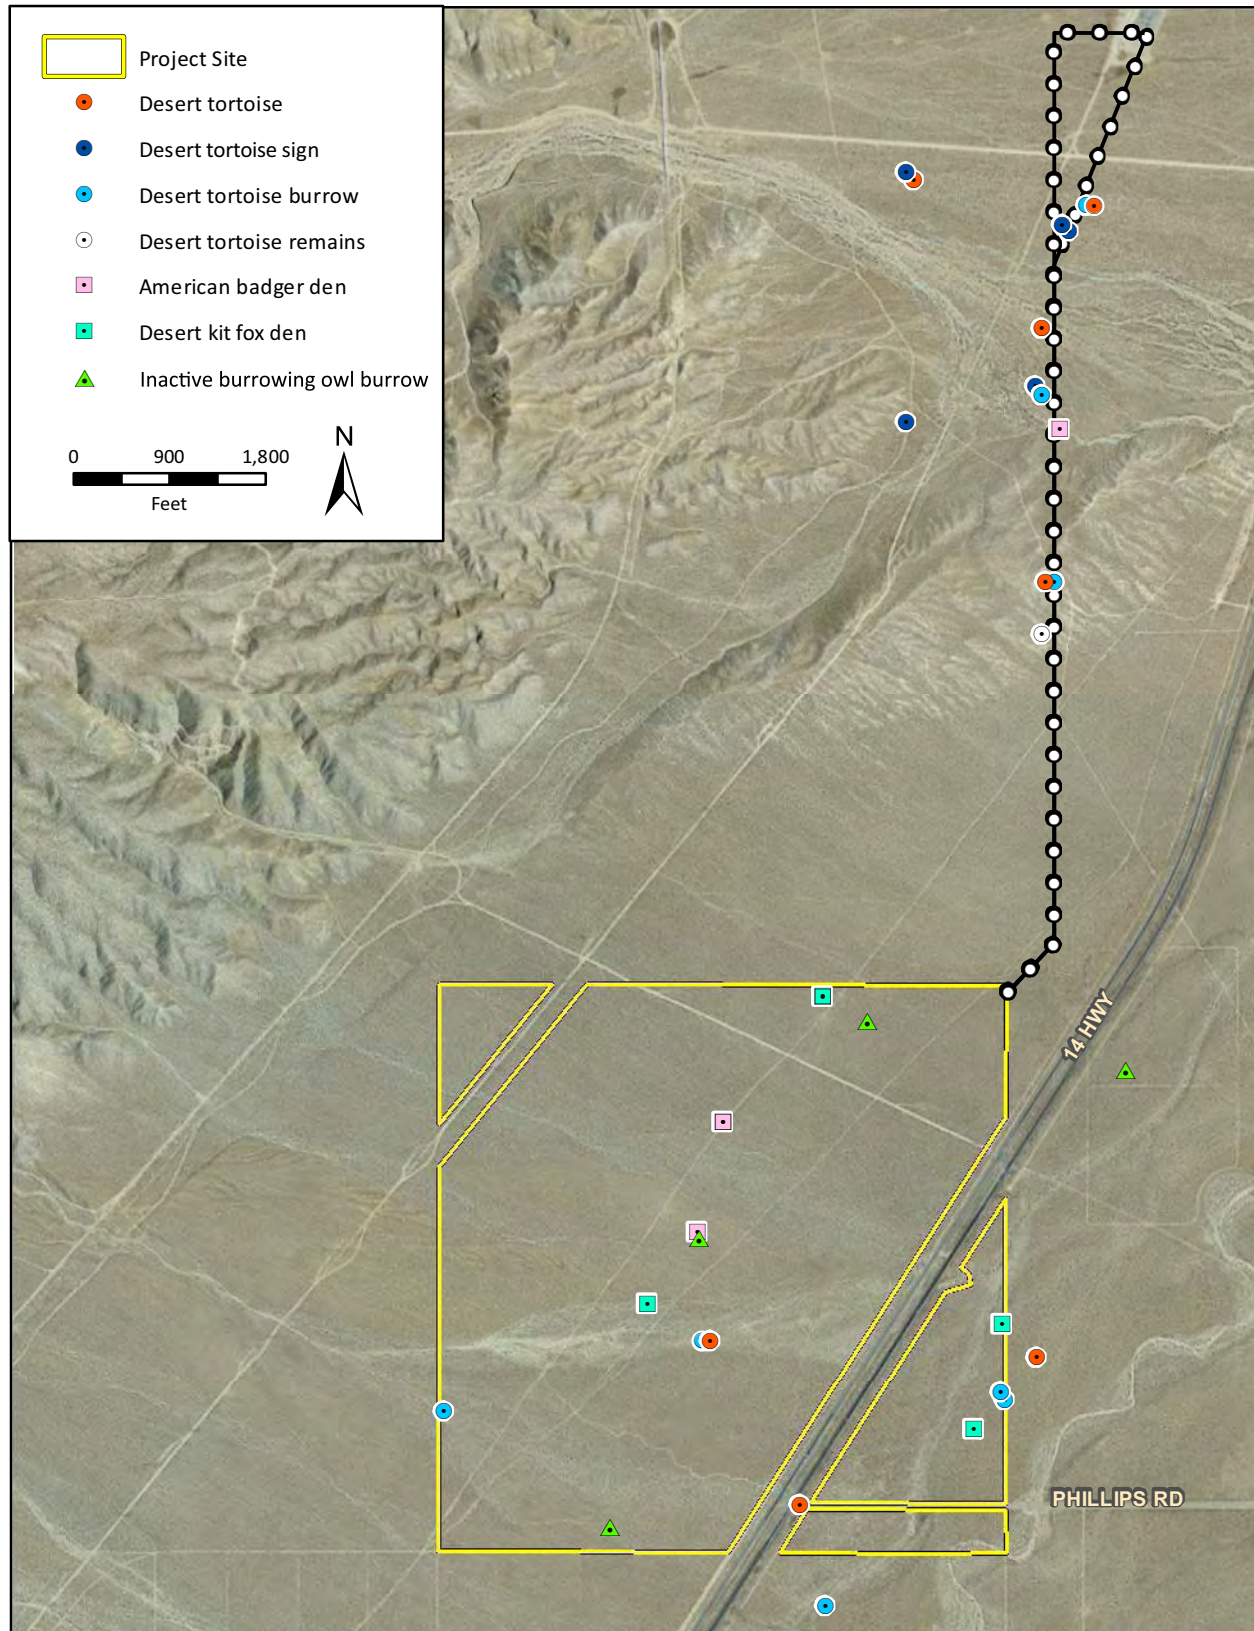 Project Site
Desert tortoise
Desert tortoise sign
Desert tortoise burrow
Desert tortoise remains
American badger den
Desert kit fox den
Inactive burrowing owl burrow
0 900 1,800
Feet
N
14 HWY
PHILLIPS RD